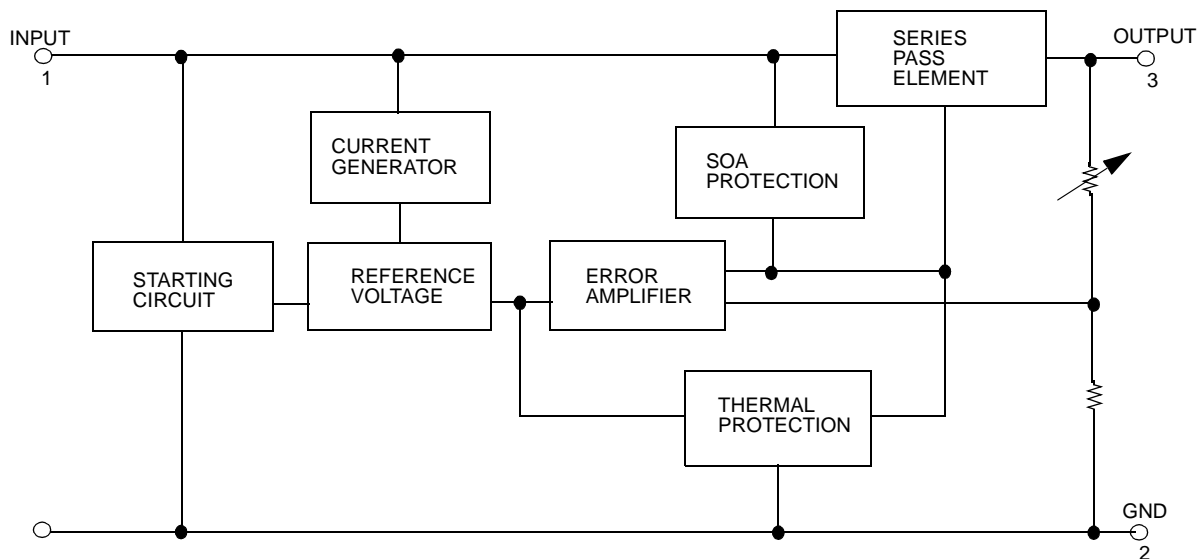 INPUT
1
SERIES
PASS
ELEMENT
OUTPUT
3
CURRENT
GENERATOR
SOA
PROTECTION
STARTING
CIRCUIT
REFERENCE
VOLTAGE
ERROR
AMPLIFIER
THERMAL
PROTECTION
GND
2